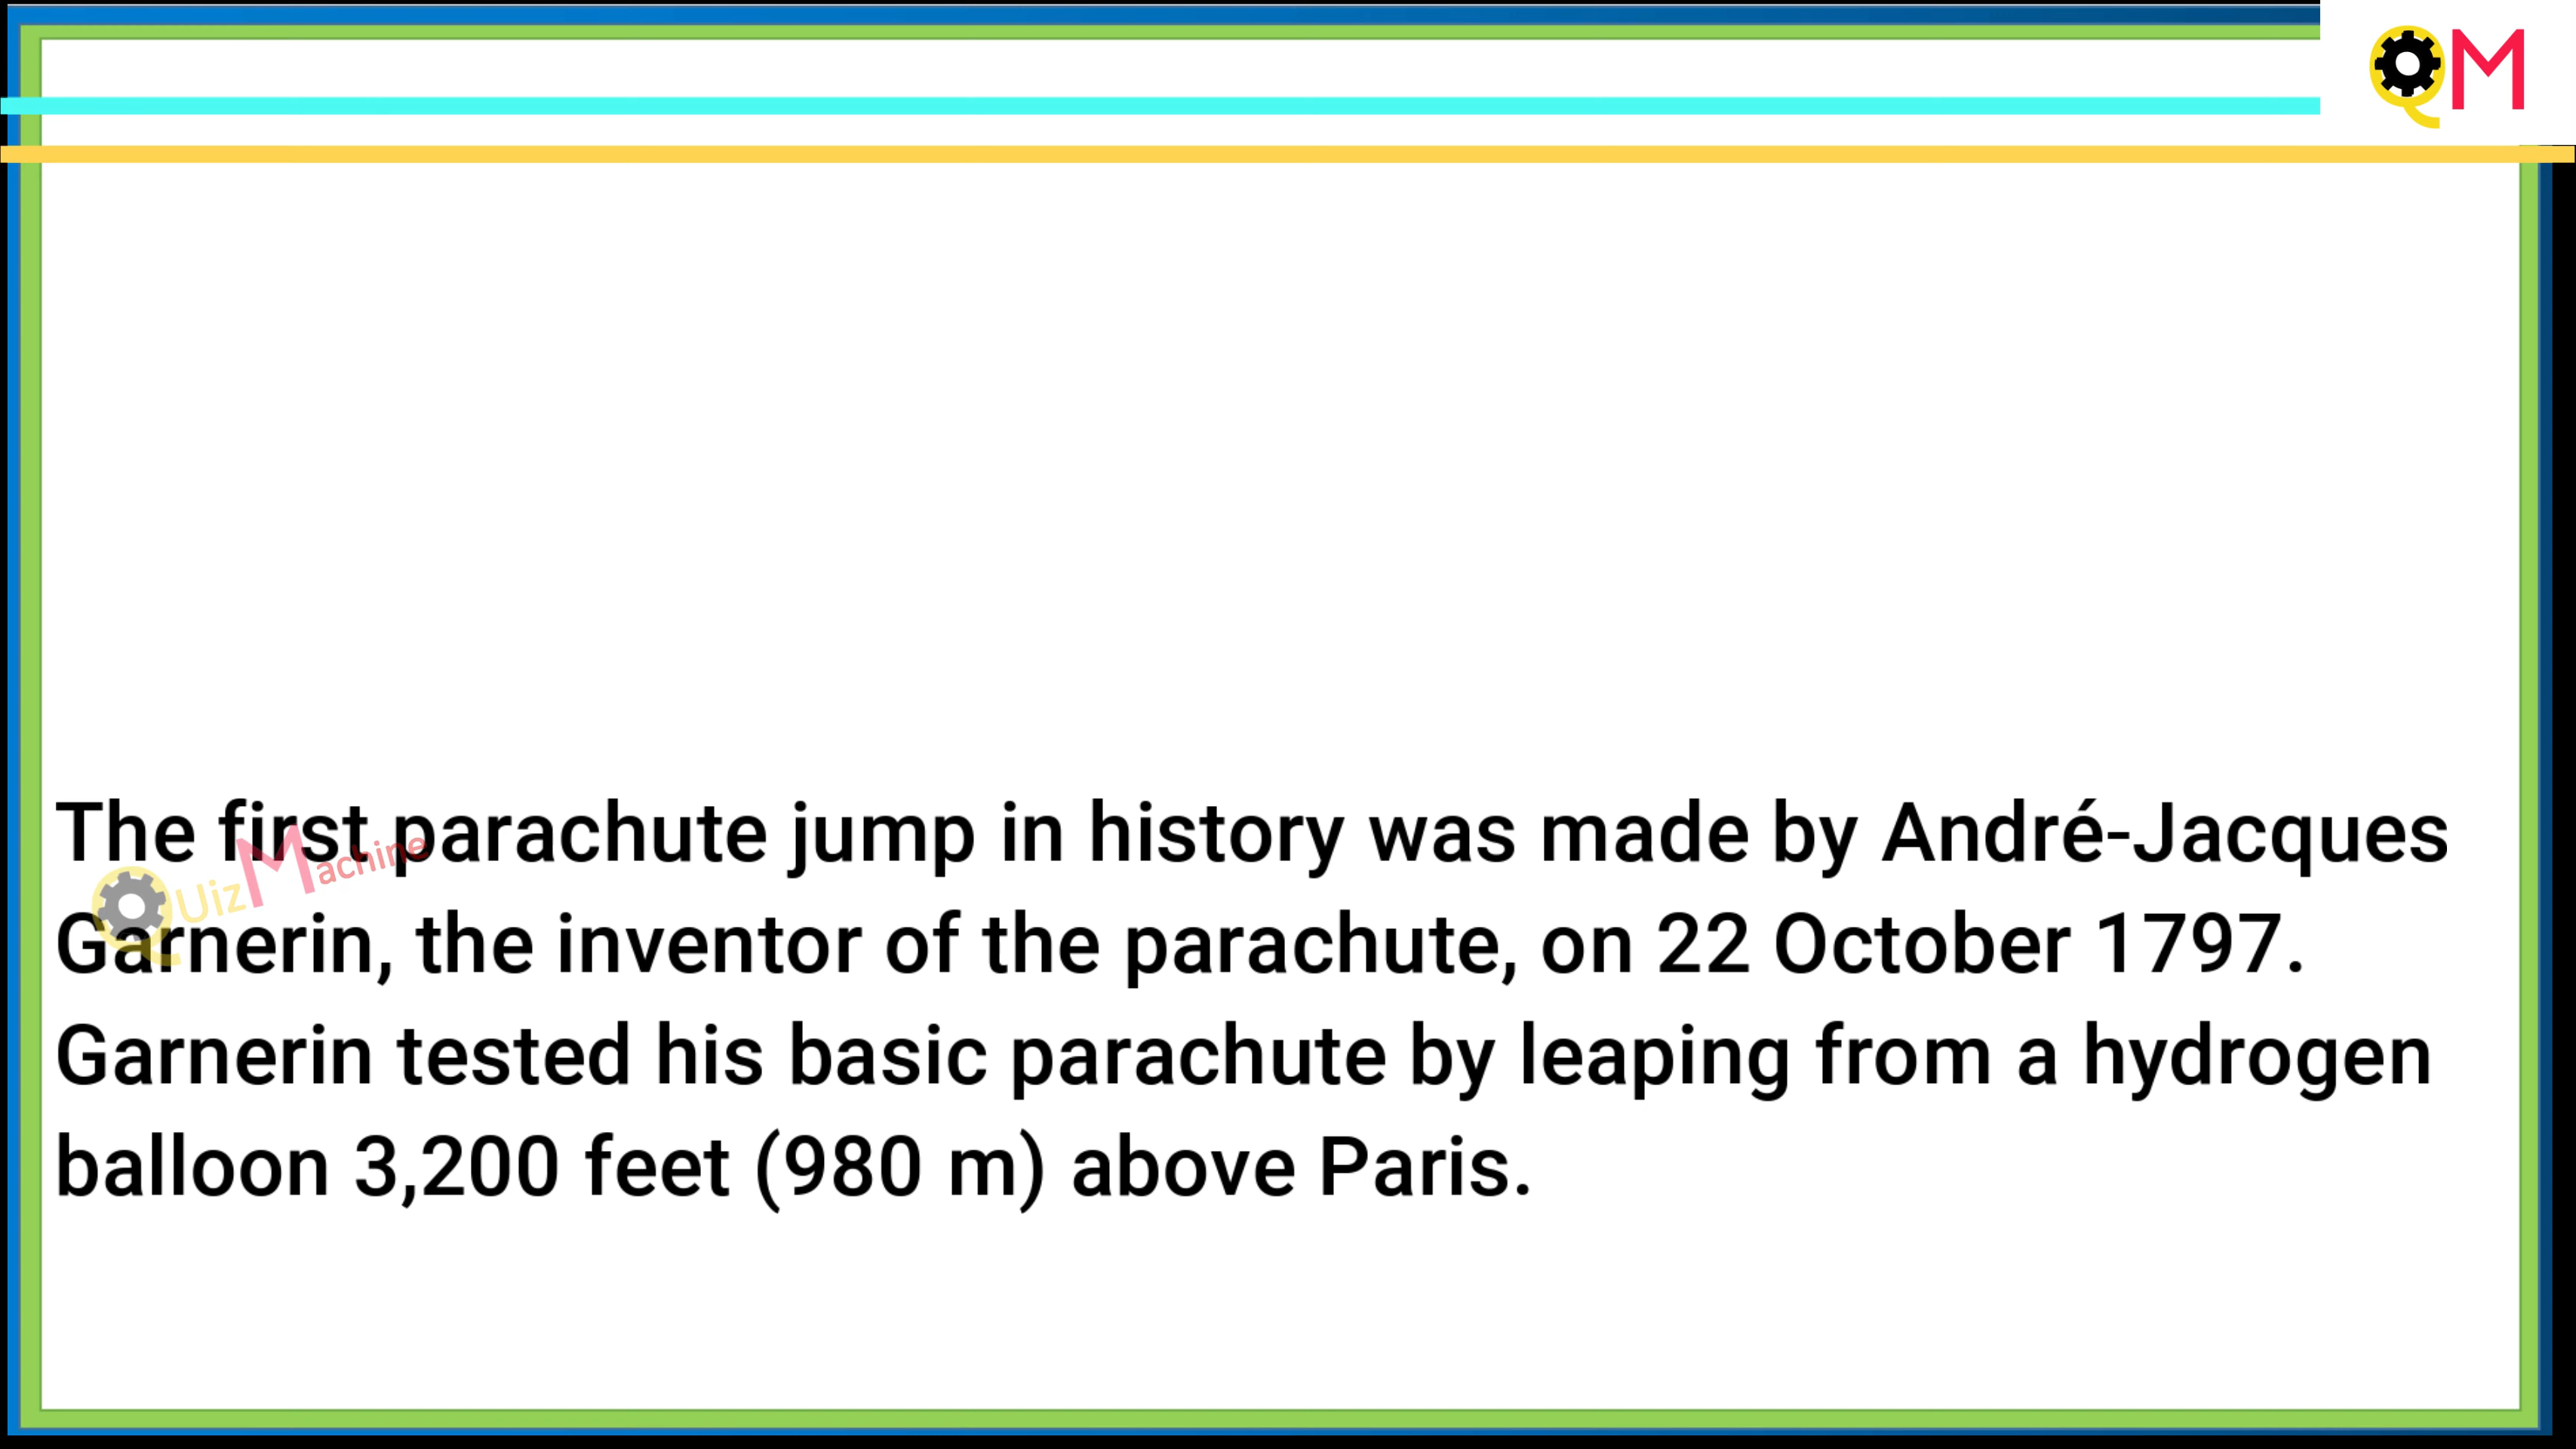 QM
The first parachute jump in history was made by André-Jacques
QUiz Machine
Garnerin, the inventor of the parachute, on 22 October 1797.
Garnerin tested his basic parachute by leaping from a hydrogen
balloon 3,200 feet (980 m) above Paris.